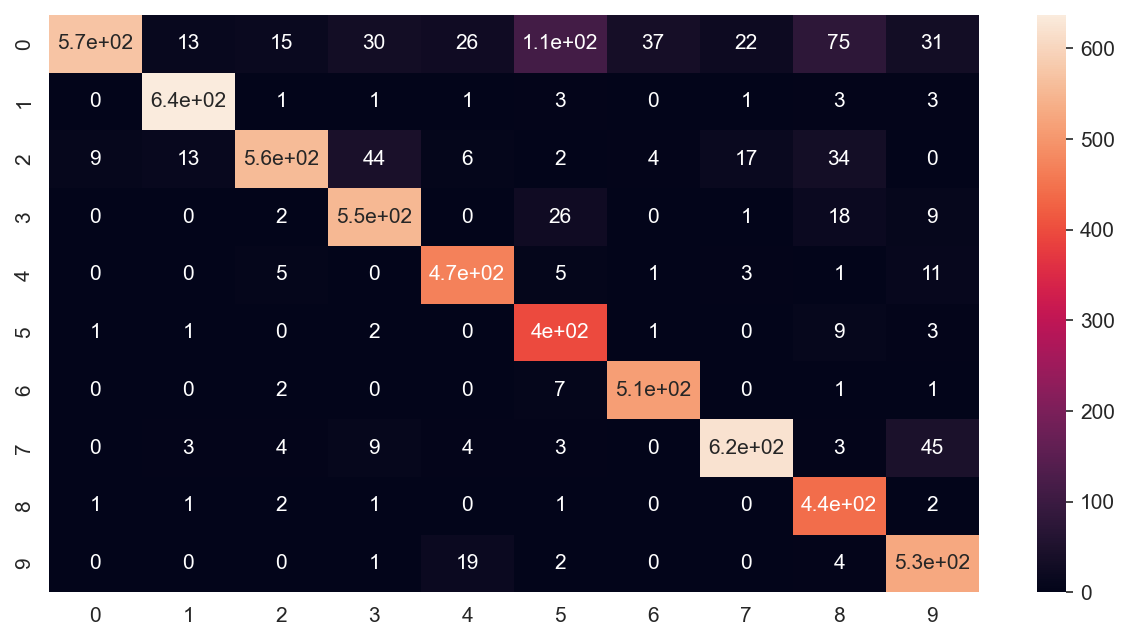 0 5.7e+02 13 15 30 26 1.1e+02 37 22 75 31
1 0 6.4e+02 1 1 1 3 0 1 3 3
2 9 13 5.6e+02 44 6 2 4 17 34 0
3 0 0 2 5.5e+02 0 26 0 1 18 9
4 0 0 5 0 4.7e+02 5 1 3 1 11
5 1 1 0 2 0 4e+02 1 0 9 3
6 0 0 2 0 0 7 5.1e+02 0 1 1
7 0 3 4 9 4 3 0 6.2e+02 3 45
8 1 1 2 1 0 1 0 0 4.4e+02 2
9 0 0 0 1 19 2 0 0 4 5.3e+02
0 1 2 3 4 5 6 7 8 9
600
500
400
300
200
100
0